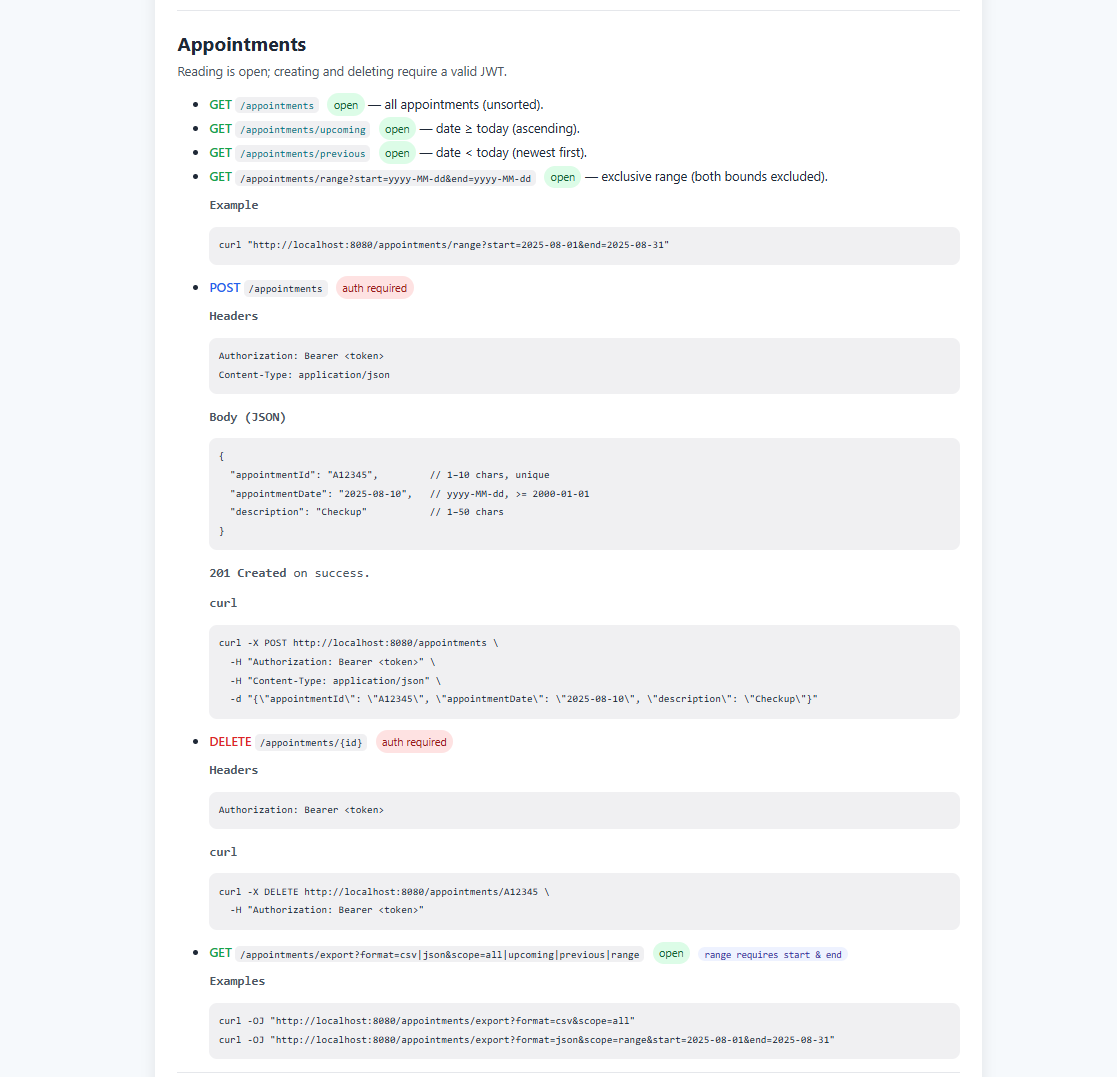 Appointments
Reading is open; creating and deleting require a valid JWT.
• GET /appointments open — all appointments (unsorted).
• GET /appointments/upcoming open — date ≥ today (ascending).
• GET /appointments/previous open — date < today (newest first).
• GET /appointments/range?start=yyyy-MM-dd&end=yyyy-MM-dd open — exclusive range (both bounds excluded).
Example
curl "http://localhost:8080/appointments/range?start=2025-08-01&end=2025-08-31"
• POST /appointments auth required
Headers
Authorization: Bearer <token>
Content-Type: application/json
Body (JSON)
{
  "appointmentId": "A12345",         // 1–10 chars, unique
  "appointmentDate": "2025-08-10",   // yyyy-MM-dd, >= 2000-01-01
  "description": "Checkup"           // 1–50 chars
}
201 Created on success.
curl
curl -X POST http://localhost:8080/appointments \
  -H "Authorization: Bearer <token>" \
  -H "Content-Type: application/json" \
  -d "{\"appointmentId\": \"A12345\", \"appointmentDate\": \"2025-08-10\", \"description\": \"Checkup\"}"
• DELETE /appointments/{id} auth required
Headers
Authorization: Bearer <token>
curl
curl -X DELETE http://localhost:8080/appointments/A12345 \
  -H "Authorization: Bearer <token>"
• GET /appointments/export?format=csv|json&scope=all|upcoming|previous|range open range requires start & end
Examples
curl -OJ "http://localhost:8080/appointments/export?format=csv&scope=all"
curl -OJ "http://localhost:8080/appointments/export?format=json&scope=range&start=2025-08-01&end=2025-08-31"